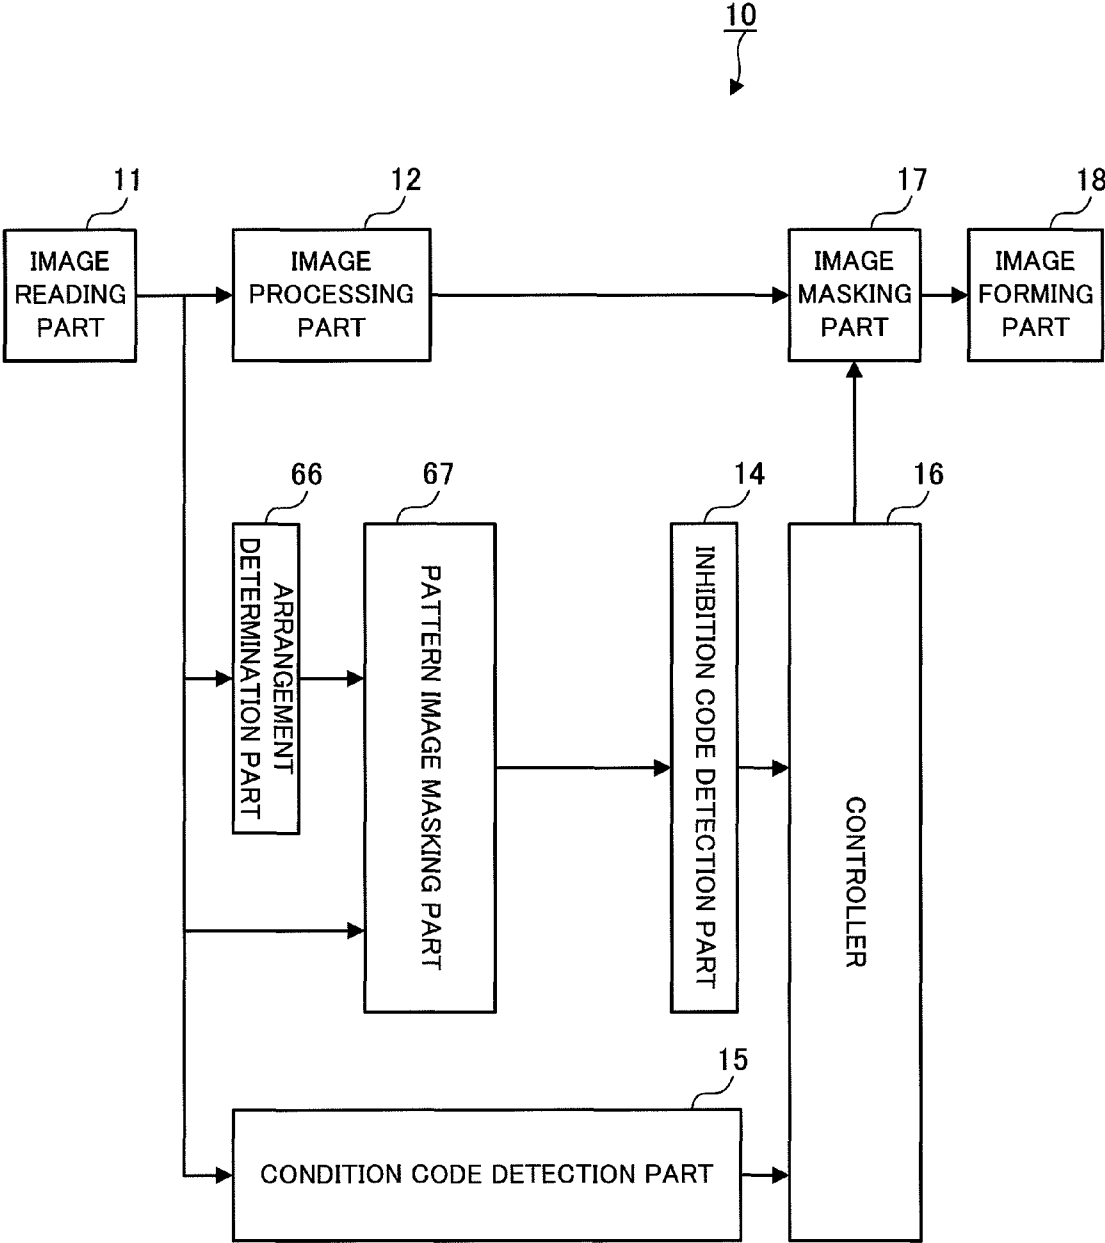 10
11
12
17
18
IMAGE
READING
PART
IMAGE
PROCESSING
PART
IMAGE
MASKING
PART
IMAGE
FORMING
PART
66
67
14
16
ARRANGEMENT
DETERMINATION PART
PATTERN IMAGE MASKING PART
INHIBITION CODE DETECTION PART
CONTROLLER
15
CONDITION CODE DETECTION PART